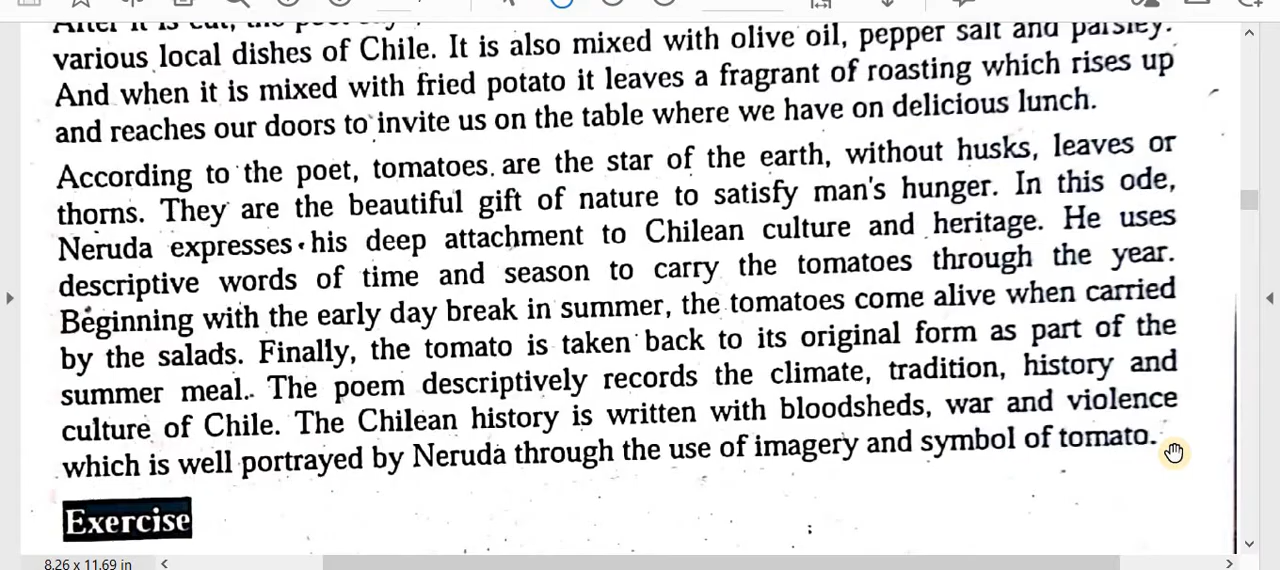 After it is cut, the poet say
various local dishes of Chile. It is also mixed with olive oil, pepper salt and parsley.
And when it is mixed with fried potato it leaves a fragrant of roasting which rises up
and reaches our doors to invite us on the table where we have on delicious lunch.
According to the poet, tomatoes are the star of the earth, without husks, leaves or
thorns. They are the beautiful gift of nature to satisfy man's hunger. In this ode,
Neruda expresses his deep attachment to Chilean culture and heritage. He uses
descriptive words of time and season to carry the tomatoes through the year.
Beginning with the early day break in summer, the tomatoes come alive when carried
by the salads. Finally, the tomato is taken back to its original form as part of the
summer meal. The poem descriptively records the climate, tradition, history and
culture of Chile. The Chilean history is written with bloodsheds, war and violence
which is well portrayed by Neruda through the use of imagery and symbol of tomato.
Exercise
8.26 x 11.69 in